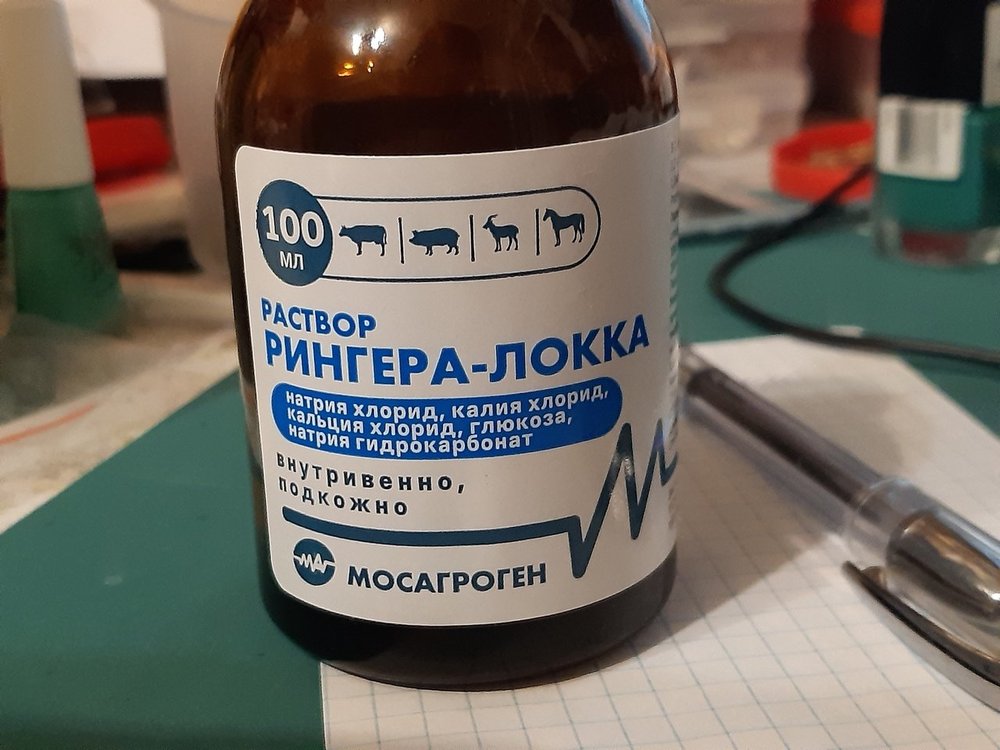 100
МЛ
РАСТВОР
РИНГЕРА-ЛОККА
натрия хлорид, калия хлорид,
кальция хлорид, глюкоза,
натрия гидрокарбонат
внутривенно,
подкожно
МОСАГРОГЕН